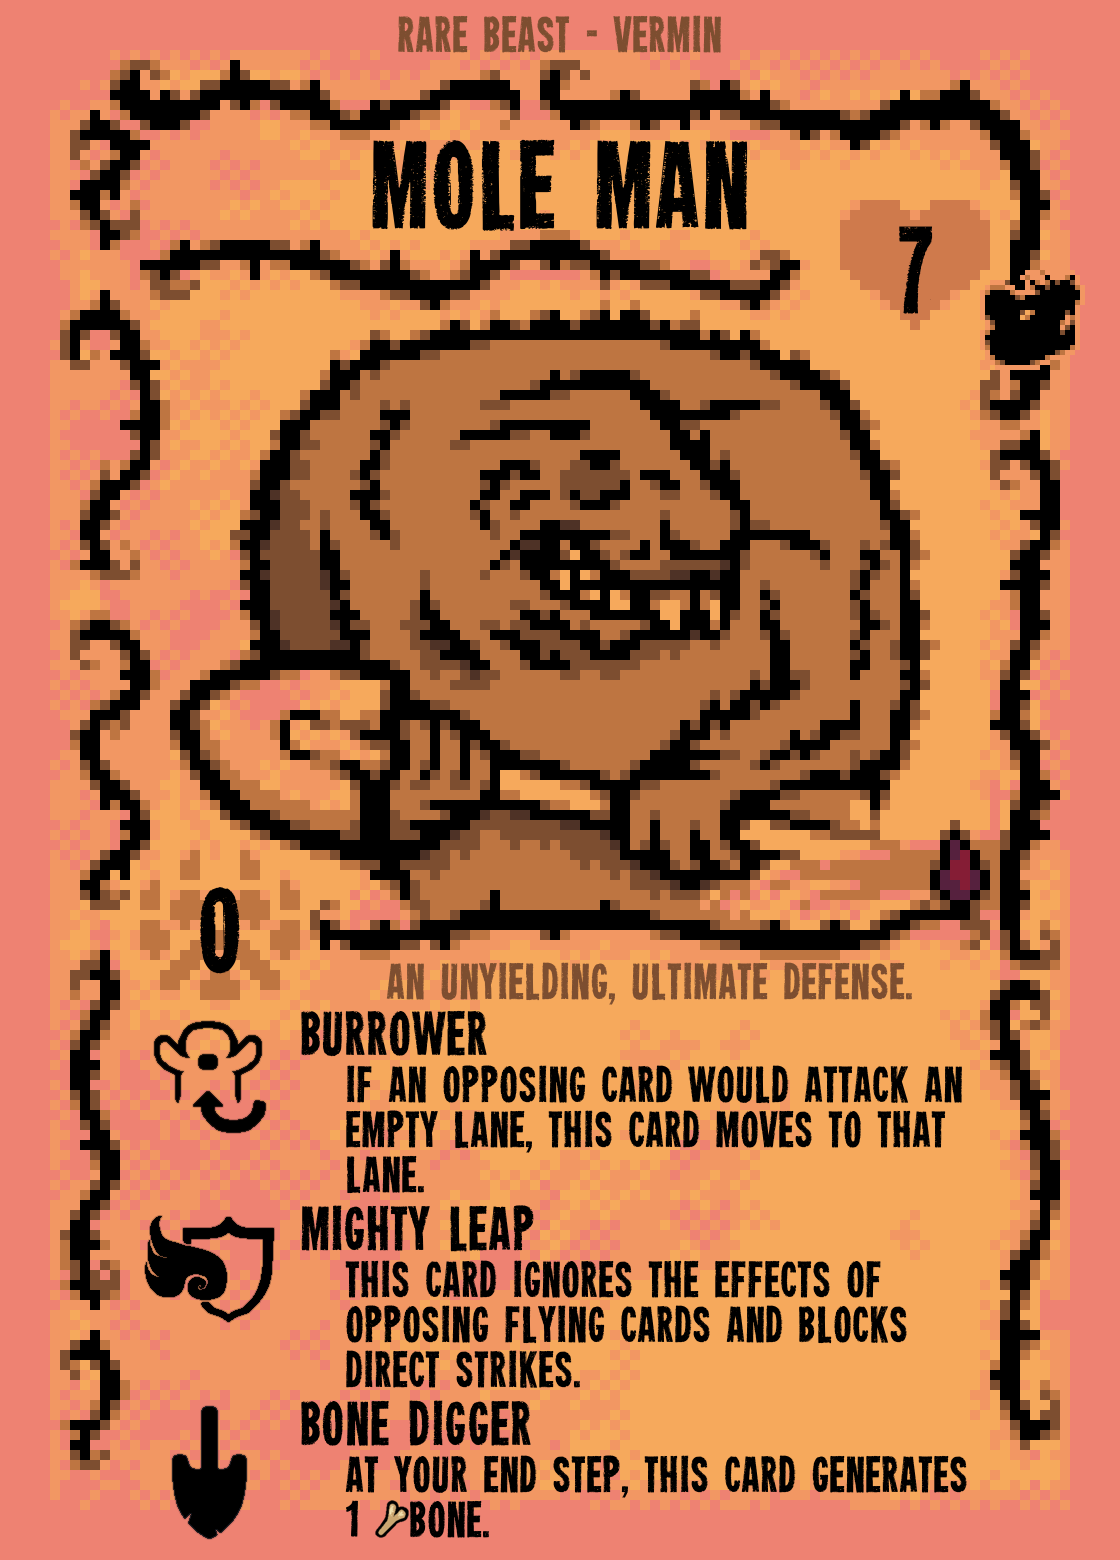 RARE BEAST - VERMIN
MOLE MAN
7
0
AN UNYIELDING, ULTIMATE DEFENSE.
BURROWER
IF AN OPPOSING CARD WOULD ATTACK AN
EMPTY LANE, THIS CARD MOVES TO THAT
LANE.
MIGHTY LEAP
THIS CARD IGNORES THE EFFECTS OF
OPPOSING FLYING CARDS AND BLOCKS
DIRECT STRIKES.
BONE DIGGER
AT YOUR END STEP, THIS CARD GENERATES
1 BONE.